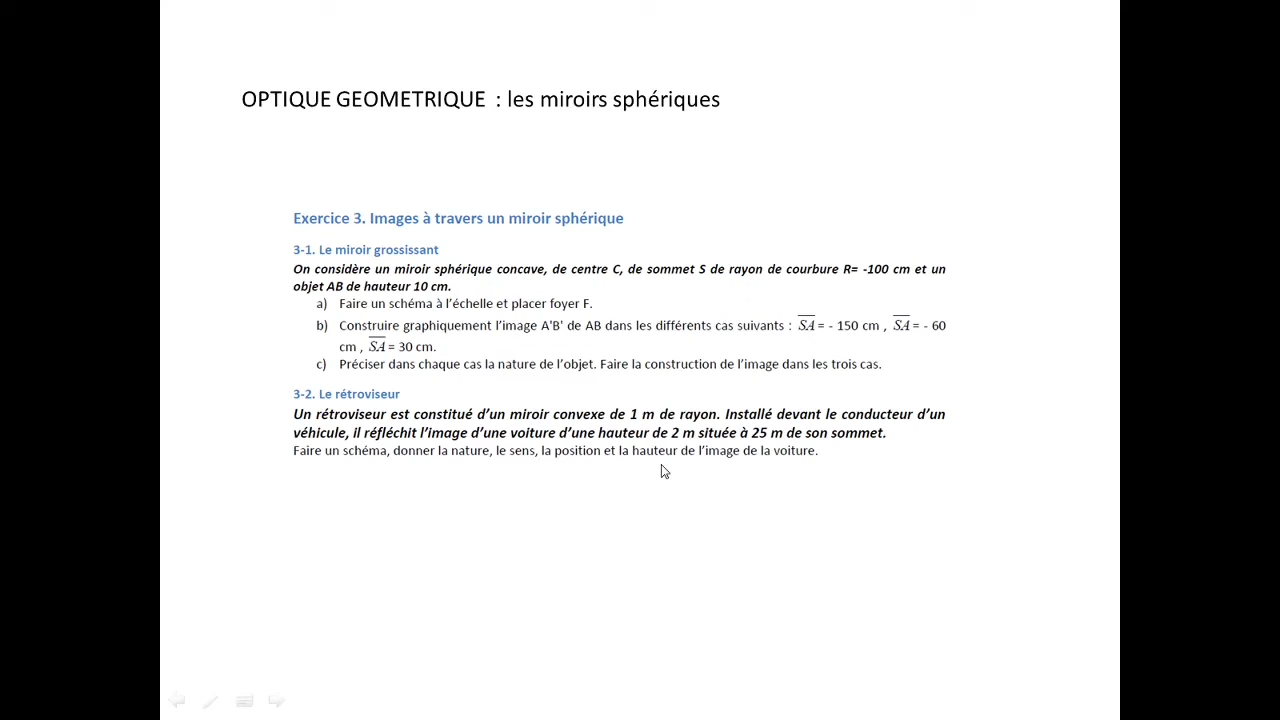 OPTIQUE GEOMETRIQUE : les miroirs sphériques
Exercice 3. Images à travers un miroir sphérique
3-1. Le miroir grossissant
On considère un miroir sphérique concave, de centre C, de sommet S de rayon de courbure R= -100 cm et un
objet AB de hauteur 10 cm.
a) Faire un schéma à l'échelle et placer foyer F.
b) Construire graphiquement l'image A'B' de AB dans les différents cas suivants : S̅A̅ = - 150 cm , S̅A̅ = - 60
cm , S̅A̅ = 30 cm.
c) Préciser dans chaque cas la nature de l'objet. Faire la construction de l'image dans les trois cas.
3-2. Le rétroviseur
Un rétroviseur est constitué d'un miroir convexe de 1 m de rayon. Installé devant le conducteur d'un
véhicule, il réfléchit l'image d'une voiture d'une hauteur de 2 m située à 25 m de son sommet.
Faire un schéma, donner la nature, le sens, la position et la hauteur de l'image de la voiture.